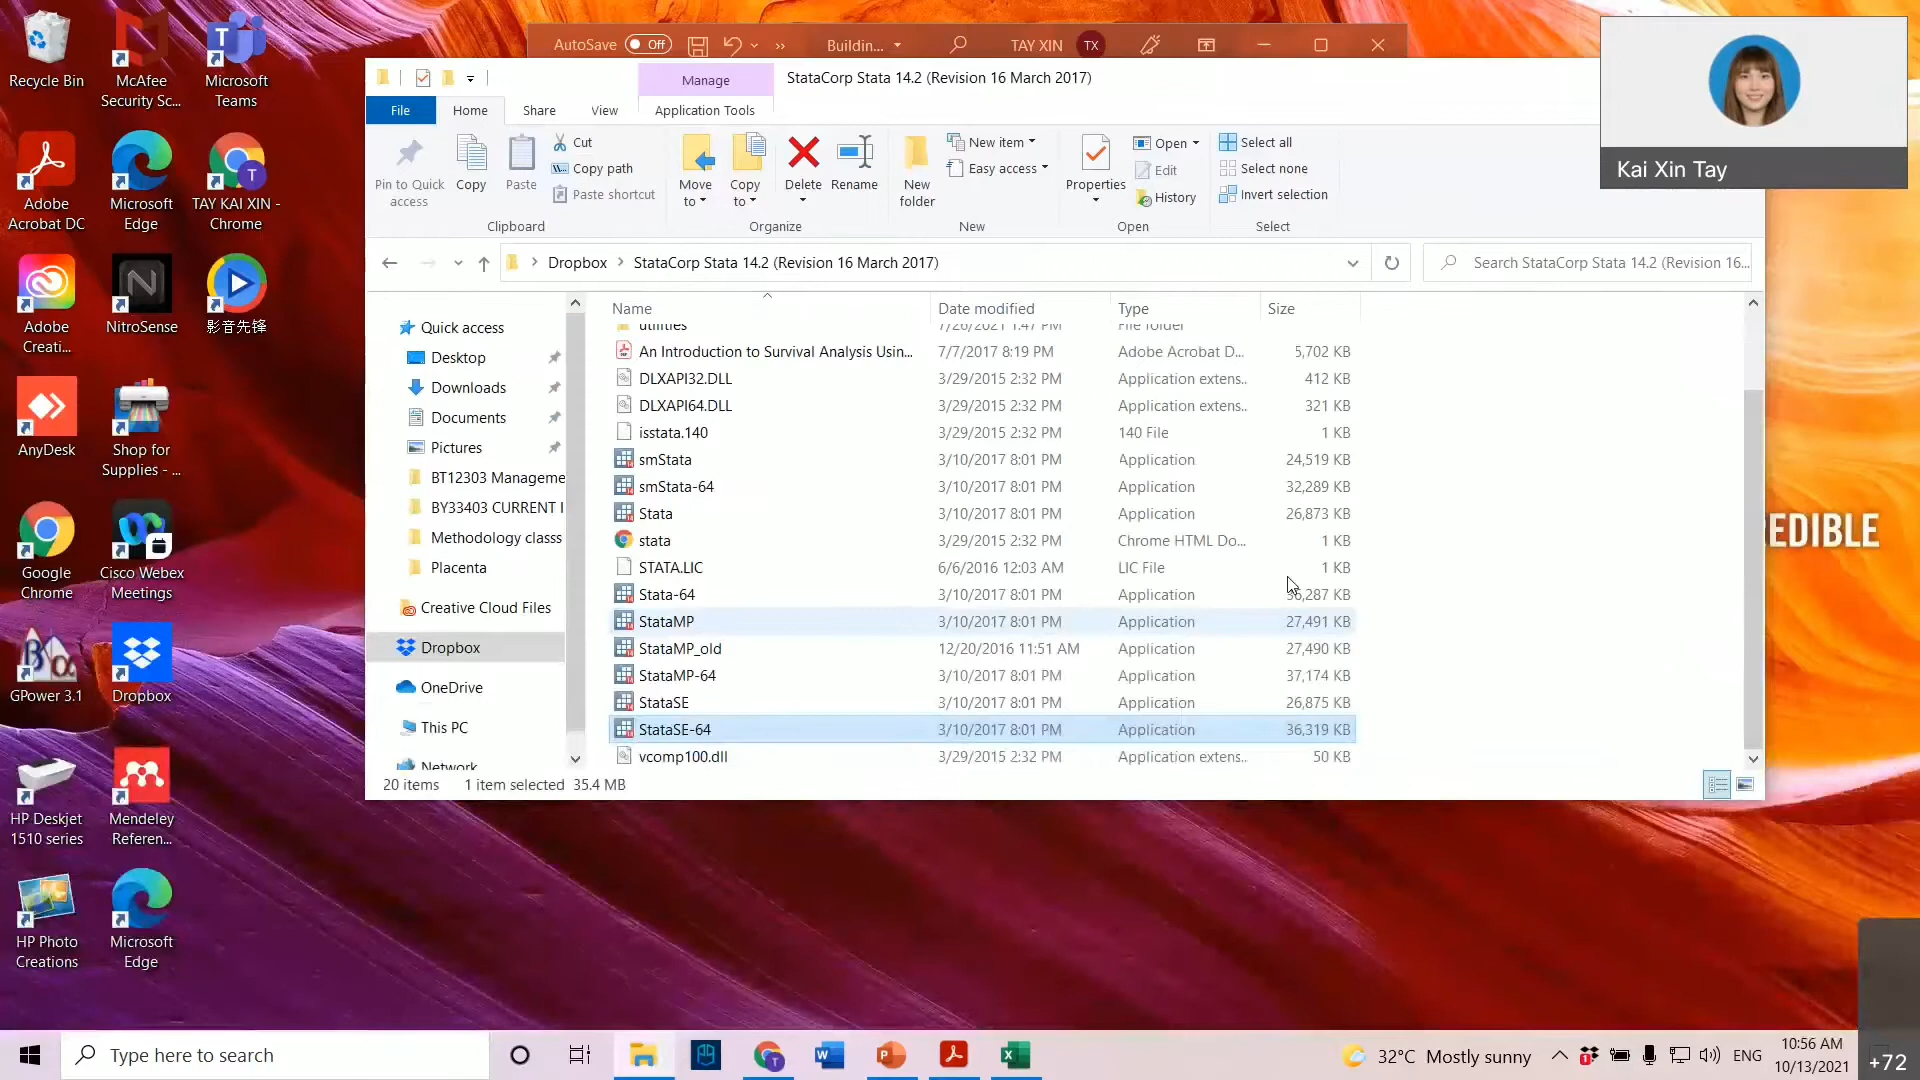 Recycle Bin
McAfee
Security Sc...
Microsoft
Teams
Adobe
Acrobat DC
Microsoft
Edge
TAY KAI XIN -
Chrome
Adobe
Creati...
NitroSense
影音先锋
AnyDesk
Shop for
Supplies - ...
Google
Chrome
Cisco Webex
Meetings
GPower 3.1
Dropbox
HP Deskjet
1510 series
Mendeley
Referen...
HP Photo
Creations
Microsoft
Edge
AutoSave Off Buildin... TAY XIN TX
Manage StataCorp Stata 14.2 (Revision 16 March 2017)
File Home Share View Application Tools
Pin to Quick
access
Copy
Paste
Cut
Copy path
Paste shortcut
Clipboard
Move
to
Copy
to
Delete
Rename
Organize
New
folder
New item
Easy access
New
Properties
Open
Edit
History
Open
Select all
Select none
Invert selection
Select
Kai Xin Tay
Dropbox StataCorp Stata 14.2 (Revision 16 March 2017)
Search StataCorp Stata 14.2 (Revision 16...
Quick access
Desktop
Downloads
Documents
Pictures
BT12303 Manageme
BY33403 CURRENT I
Methodology classs
Placenta
Creative Cloud Files
Dropbox
OneDrive
This PC
Network
Name Date modified Type Size
utilities 7/26/2021 1:47 PM File folder
An Introduction to Survival Analysis Usin... 7/7/2017 8:19 PM Adobe Acrobat D... 5,702 KB
DLXAPI32.DLL 3/29/2015 2:32 PM Application extens... 412 KB
DLXAPI64.DLL 3/29/2015 2:32 PM Application extens... 321 KB
isstata.140 3/29/2015 2:32 PM 140 File 1 KB
smStata 3/10/2017 8:01 PM Application 24,519 KB
smStata-64 3/10/2017 8:01 PM Application 32,289 KB
Stata 3/10/2017 8:01 PM Application 26,873 KB
stata 3/29/2015 2:32 PM Chrome HTML Do... 1 KB
STATA.LIC 6/6/2016 12:03 AM LIC File 1 KB
Stata-64 3/10/2017 8:01 PM Application 36,287 KB
StataMP 3/10/2017 8:01 PM Application 27,491 KB
StataMP_old 12/20/2016 11:51 AM Application 27,490 KB
StataMP-64 3/10/2017 8:01 PM Application 37,174 KB
StataSE 3/10/2017 8:01 PM Application 26,875 KB
StataSE-64 3/10/2017 8:01 PM Application 36,319 KB
vcomp100.dll 3/29/2015 2:32 PM Application extens... 50 KB
20 items 1 item selected 35.4 MB
EDIBLE
Type here to search
32°C Mostly sunny
ENG
10:56 AM
10/13/2021
+72